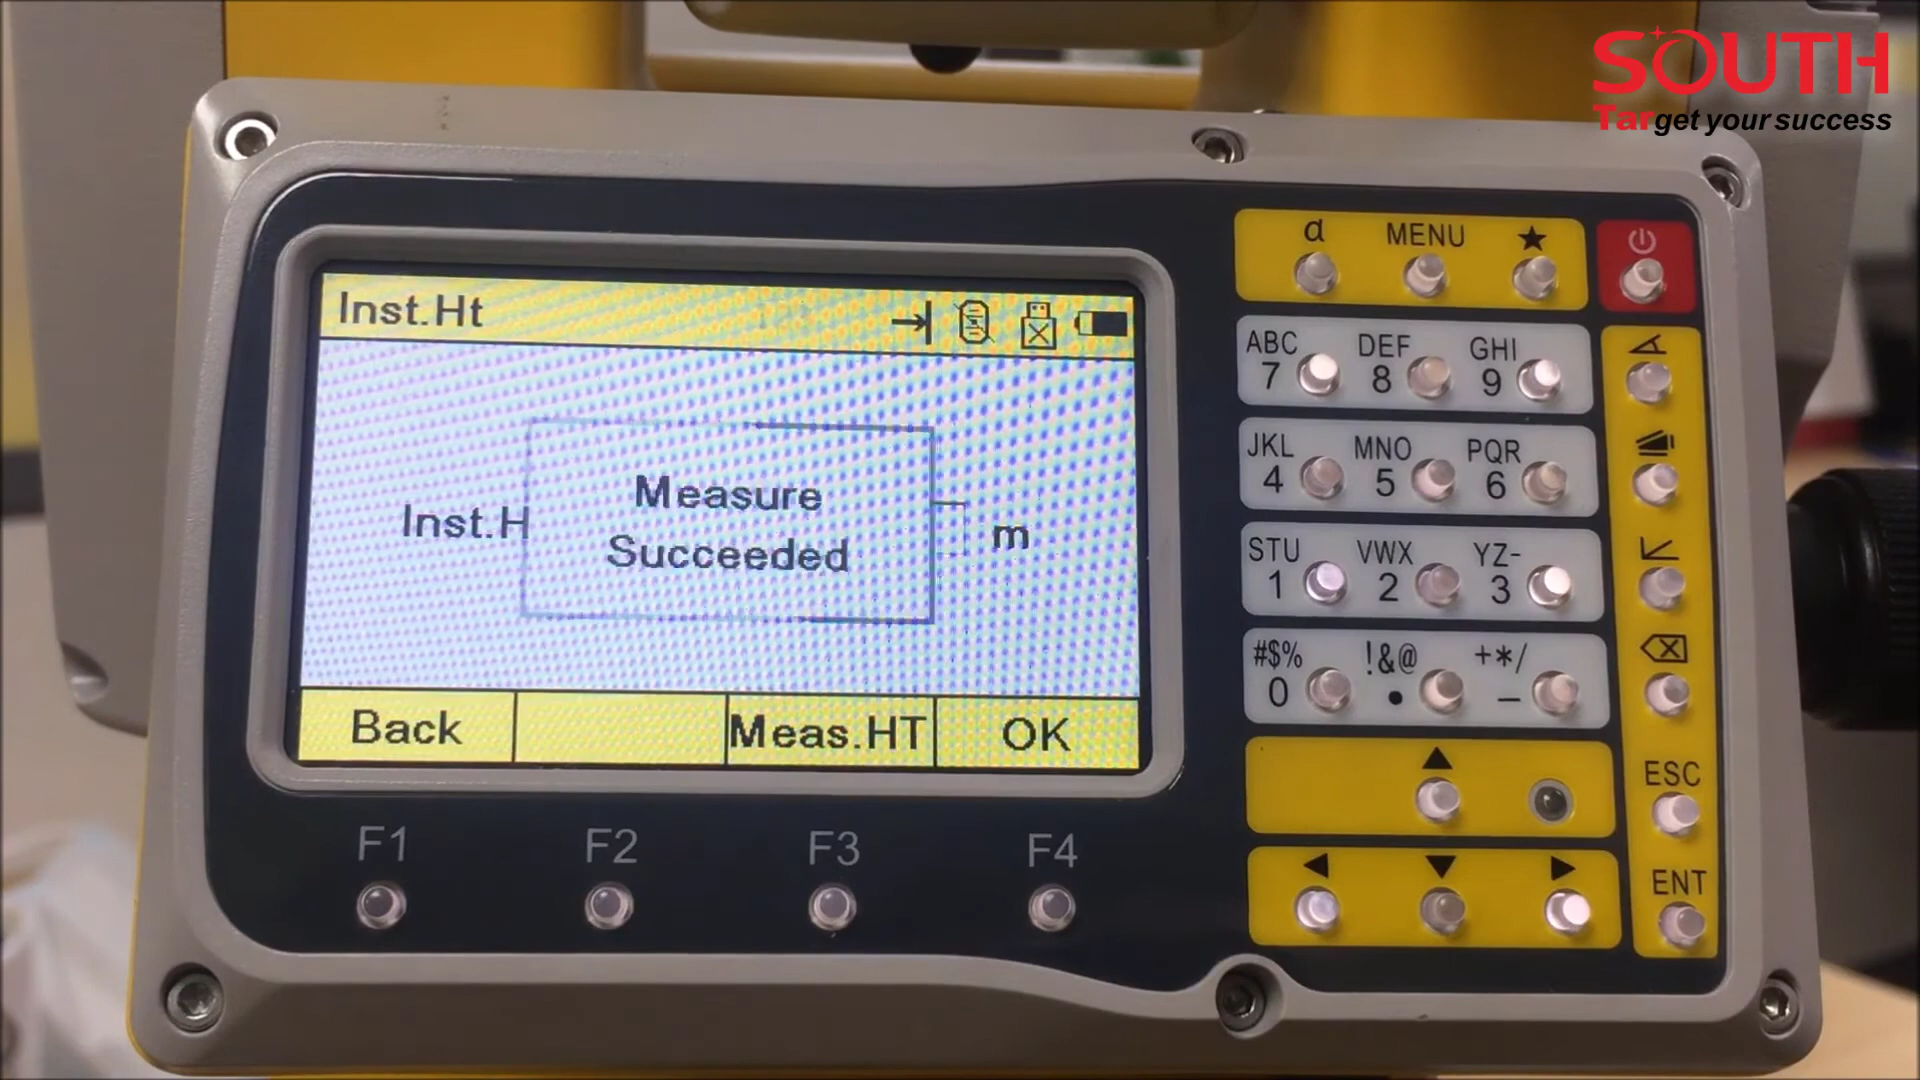 SOUTH
Target your success
Inst.Ht
Inst.H
Measure
Succeeded
m
Back
Meas.HT
OK
F1
F2
F3
F4
α
MENU
★
ABC
7
DEF
8
GHI
9
JKL
4
MNO
5
PQR
6
STU
1
VWX
2
YZ-
3
#$%
0
!&@
•
+*/
–
ESC
ENT